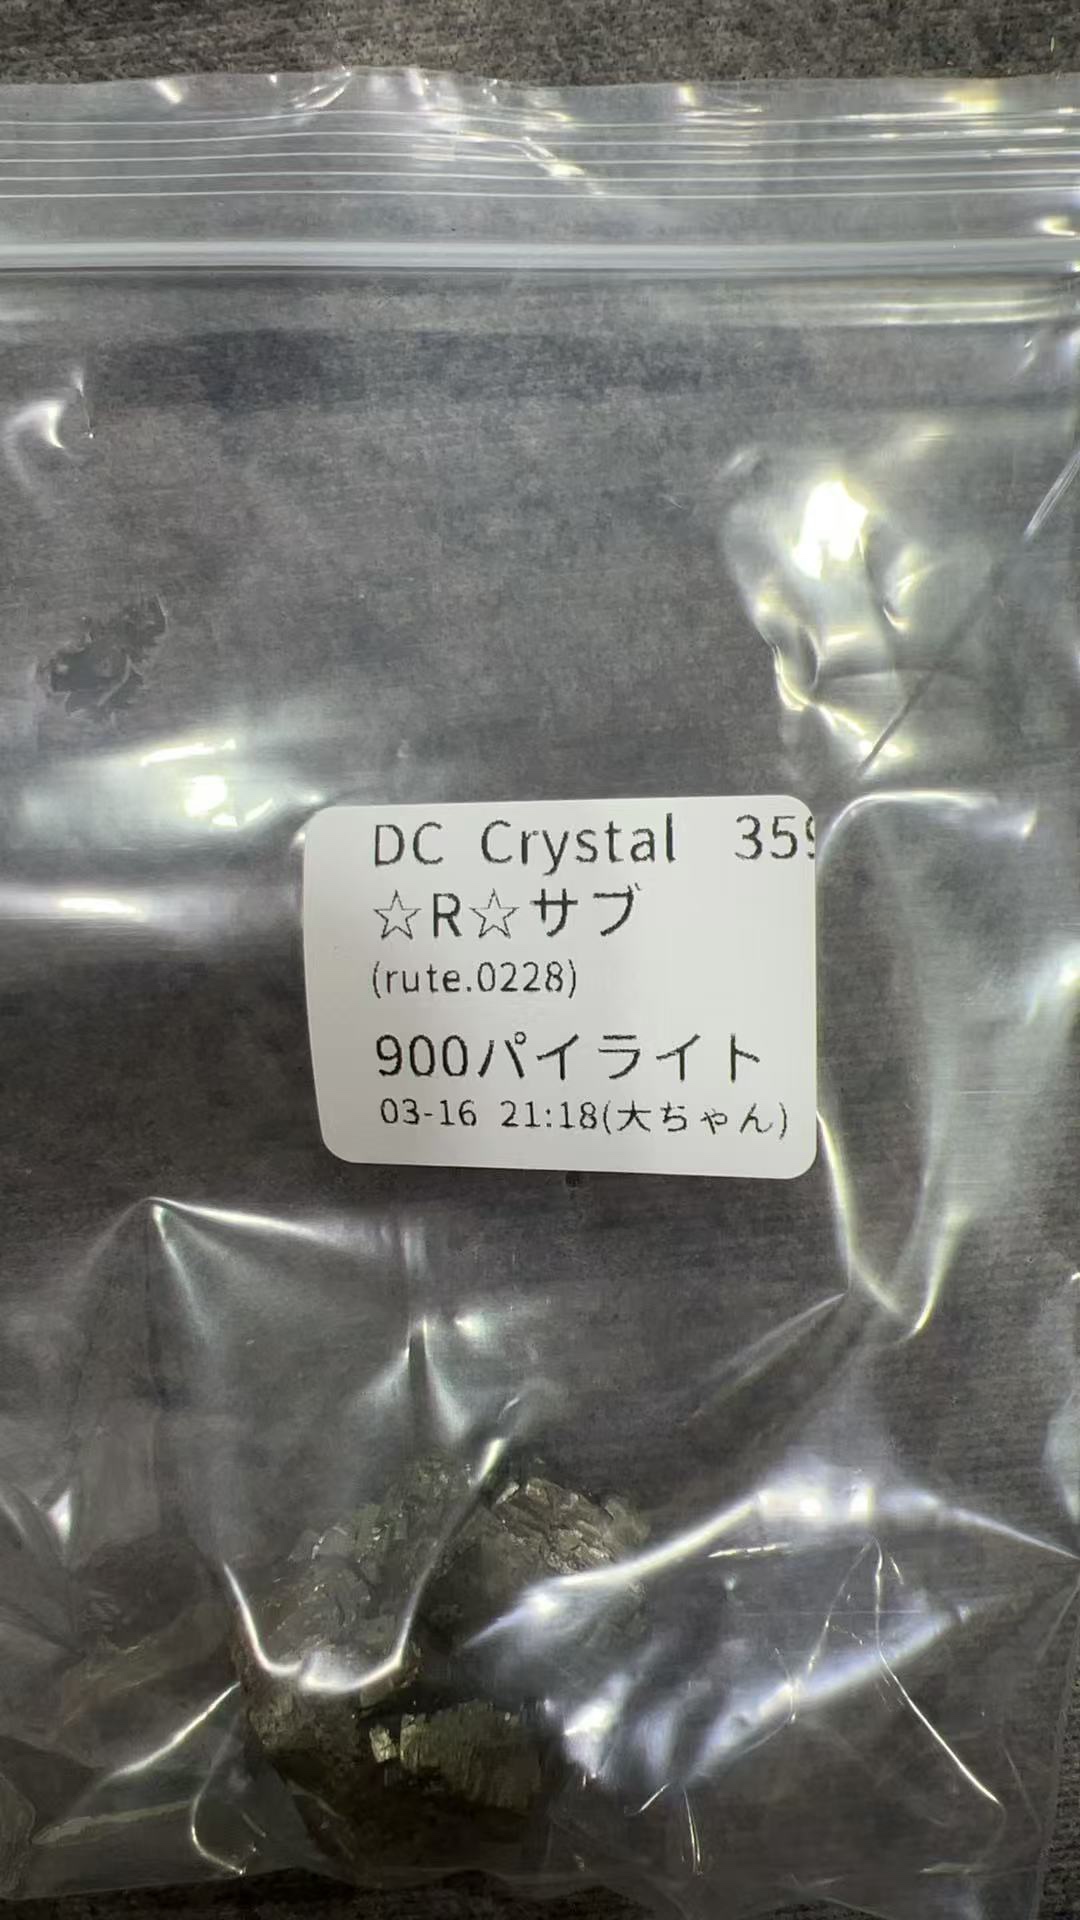 DC Crystal 359
☆R☆サブ
(rute.0228)
900パイライト
03-16 21:18(大ちゃん)